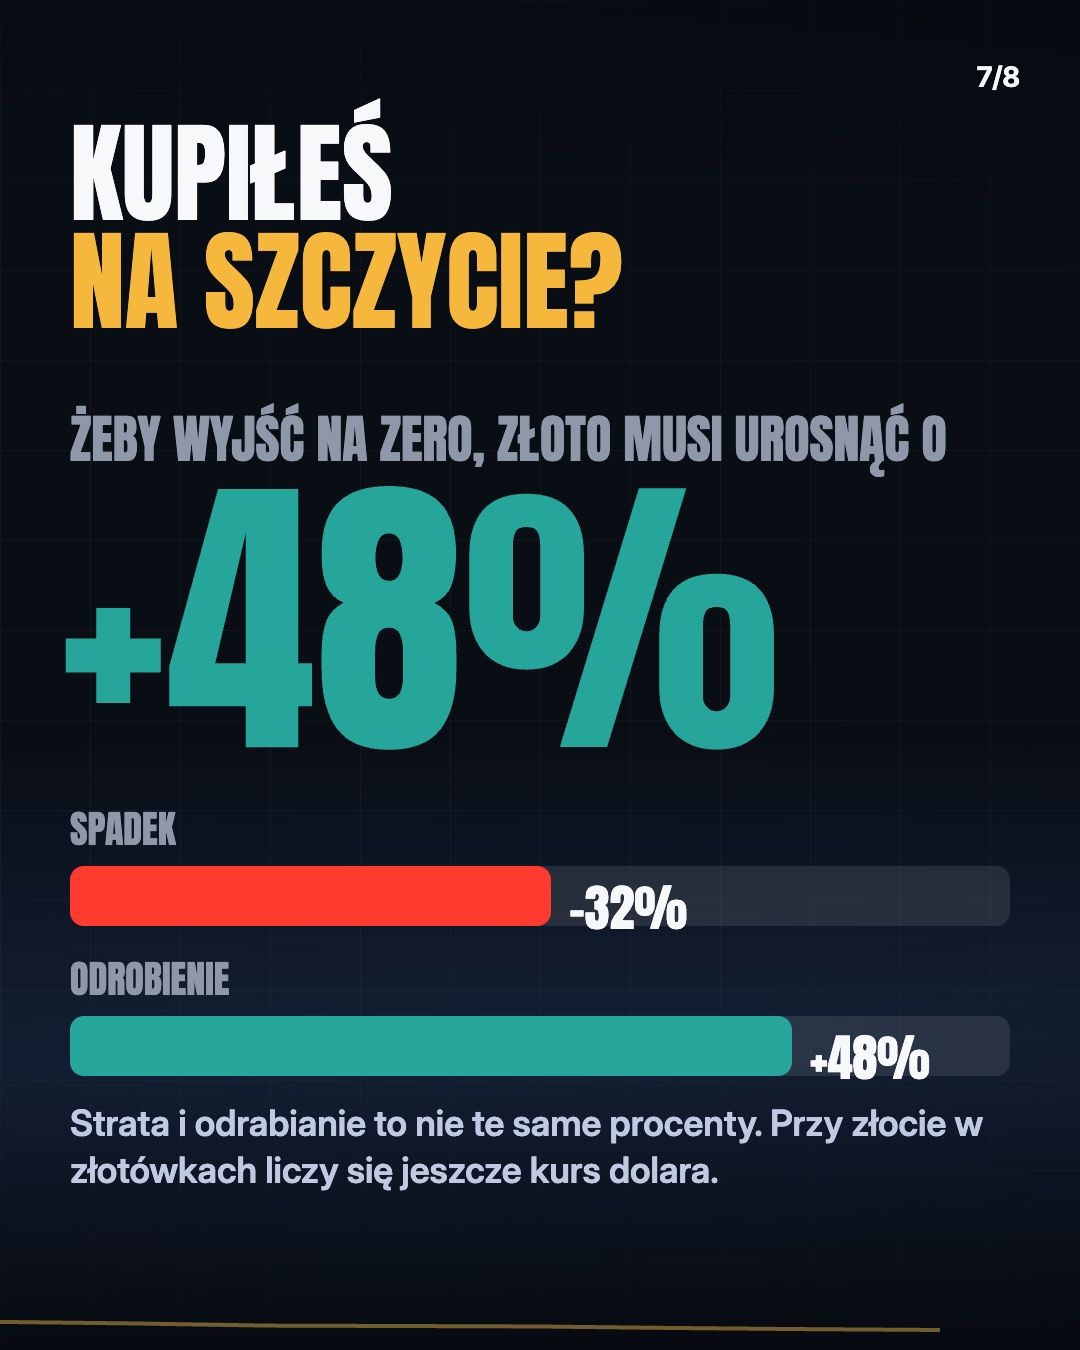 7/8
KUPIŁEŚ
NA SZCZYCIE?
ŻEBY WYJŚĆ NA ZERO, ZŁOTO MUSI UROSNĄĆ O
+48%
SPADEK
-32%
ODROBIENIE
+48%
Strata i odrabianie to nie te same procenty. Przy złocie w
złotówkach liczy się jeszcze kurs dolara.